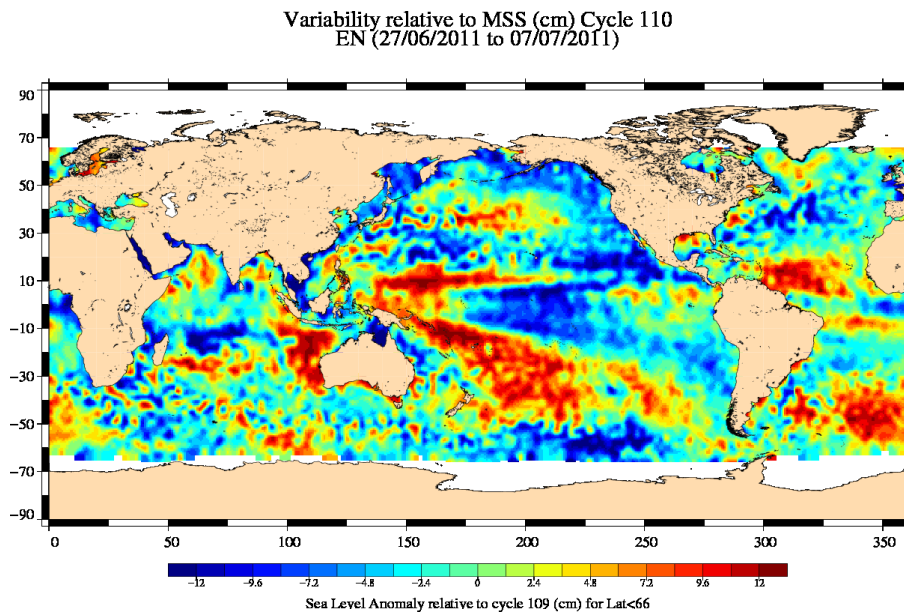 Variability relative to MSS (cm) Cycle 110
EN (27/06/2011 to 07/07/2011)
90
70
50
30
10
−10
−30
−50
−70
−90
0 50 100 150 200 250 300 350
−12 −9.6 −7.2 −4.8 −2.4 0 2.4 4.8 7.2 9.6 12
Sea Level Anomaly relative to cycle 109 (cm) for Lat<66